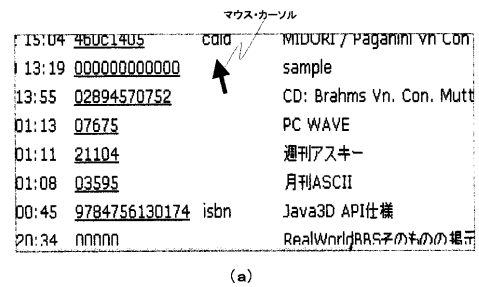 マウス・カーソル
15:04 460c1405 cdid MIDORI / Paganini Vn Con
13:19 000000000000 sample
13:55 02894570752 CD: Brahms Vn. Con. Mutt
01:13 07675 PC WAVE
01:11 21104 週刊アスキー
01:08 03595 月刊ASCII
00:45 9784756130174 isbn Java3D API仕様
20:34 00000 RealWorldBBSそのものの掲示
(a)